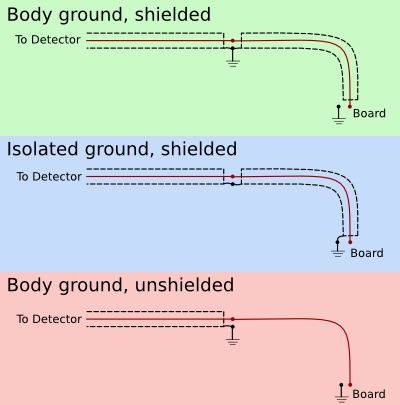 Body ground, shielded
To Detector
Board
Isolated ground, shielded
To Detector
Board
Body ground, unshielded
To Detector
Board